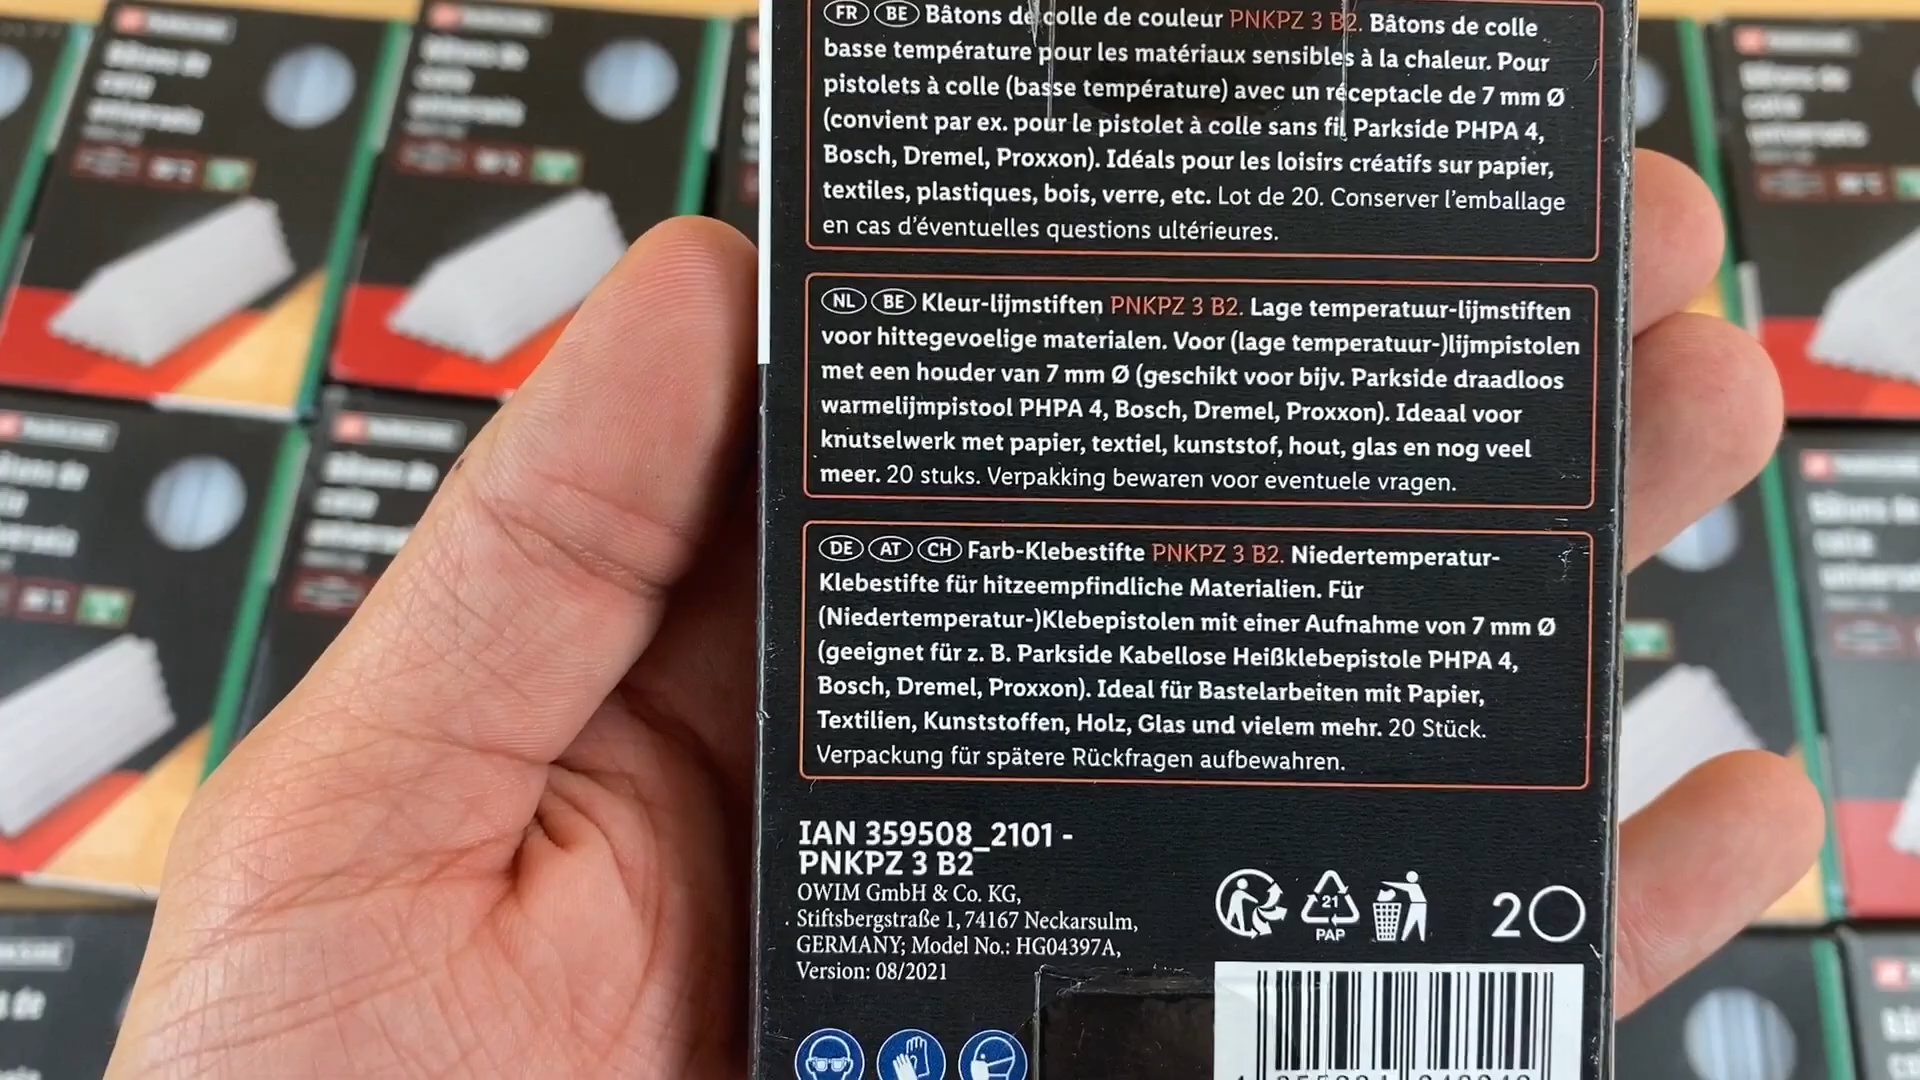 FR BE Bâtons de colle de couleur PNKPZ 3 B2. Bâtons de colle
basse température pour les matériaux sensibles à la chaleur. Pour
pistolets à colle (basse température) avec un réceptacle de 7 mm Ø
(convient par ex. pour le pistolet à colle sans fil Parkside PHPA 4,
Bosch, Dremel, Proxxon). Idéals pour les loisirs créatifs sur papier,
textiles, plastiques, bois, verre, etc. Lot de 20. Conserver l'emballage
en cas d'éventuelles questions ultérieures.
NL BE Kleur-lijmstiften PNKPZ 3 B2. Lage temperatuur-lijmstiften
voor hittegevoelige materialen. Voor (lage temperatuur-)lijmpistolen
met een houder van 7 mm Ø (geschikt voor bijv. Parkside draadloos
warmelijmpistool PHPA 4, Bosch, Dremel, Proxxon). Ideaal voor
knutselwerk met papier, textiel, kunststof, hout, glas en nog veel
meer. 20 stuks. Verpakking bewaren voor eventuele vragen.
DE AT CH Farb-Klebestifte PNKPZ 3 B2. Niedertemperatur-
Klebestifte für hitzeempfindliche Materialien. Für
(Niedertemperatur-)Klebepistolen mit einer Aufnahme von 7 mm Ø
(geeignet für z. B. Parkside Kabellose Heißklebepistole PHPA 4,
Bosch, Dremel, Proxxon). Ideal für Bastelarbeiten mit Papier,
Textilien, Kunststoffen, Holz, Glas und vielem mehr. 20 Stück.
Verpackung für spätere Rückfragen aufbewahren.
IAN 359508_2101 -
PNKPZ 3 B2
OWIM GmbH & Co. KG,
Stiftsbergstraße 1, 74167 Neckarsulm,
GERMANY; Model No.: HG04397A,
Version: 08/2021
21
PAP
20